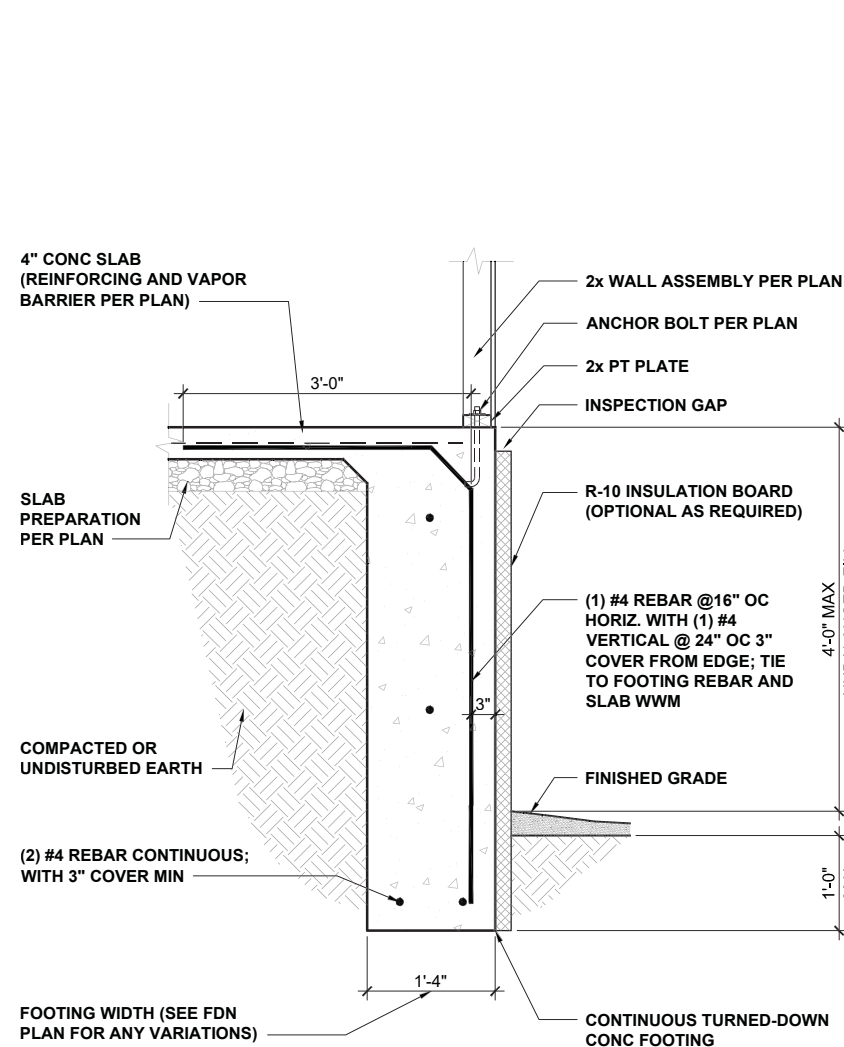 4" CONC SLAB
(REINFORCING AND VAPOR
BARRIER PER PLAN)
3'-0"
SLAB
PREPARATION
PER PLAN
COMPACTED OR
UNDISTURBED EARTH
(2) #4 REBAR CONTINUOUS;
WITH 3" COVER MIN
1'-4"
FOOTING WIDTH (SEE FDN
PLAN FOR ANY VARIATIONS)
2x WALL ASSEMBLY PER PLAN
ANCHOR BOLT PER PLAN
2x PT PLATE
INSPECTION GAP
R-10 INSULATION BOARD
(OPTIONAL AS REQUIRED)
(1) #4 REBAR @16" OC
HORIZ. WITH (1) #4
VERTICAL @ 24" OC 3"
COVER FROM EDGE; TIE
TO FOOTING REBAR AND
SLAB WWM
3"
FINISHED GRADE
CONTINUOUS TURNED-DOWN
CONC FOOTING
4'-0" MAX
1'-0"